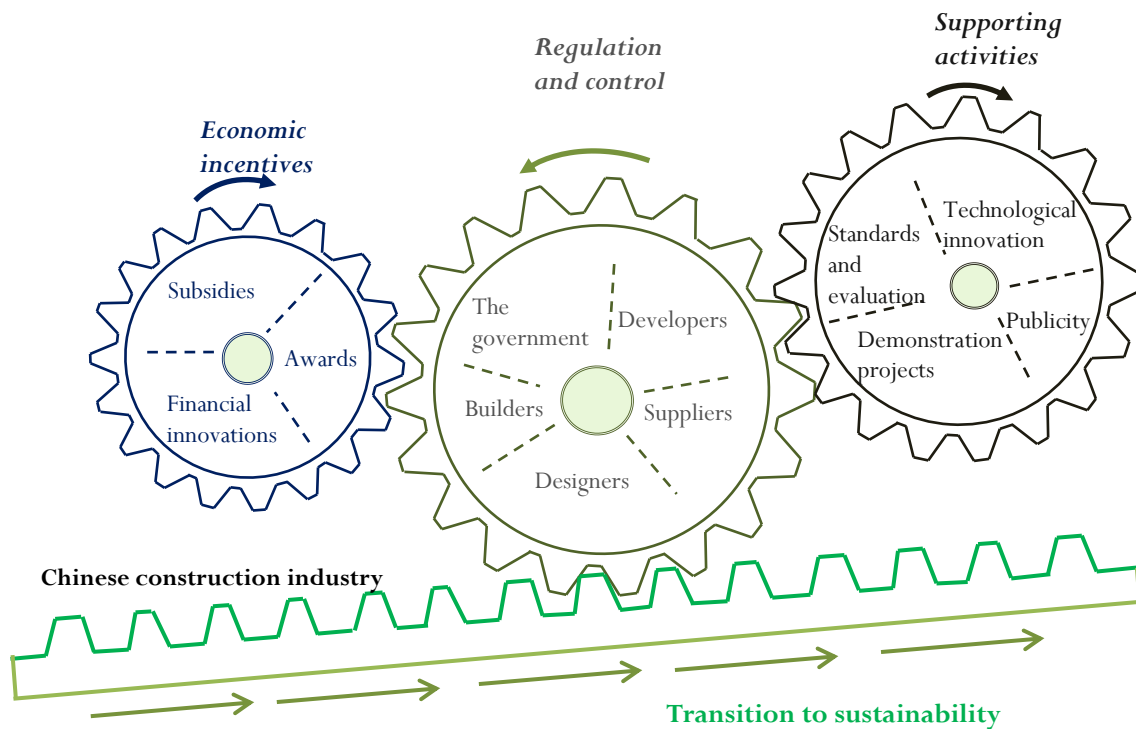 Economic
incentives
Subsidies
Awards
Financial
innovations
Regulation
and control
The
government
Developers
Builders
Suppliers
Designers
Supporting
activities
Technological
innovation
Standards
and
evaluation
Publicity
Demonstration
projects
Chinese construction industry
Transition to sustainability